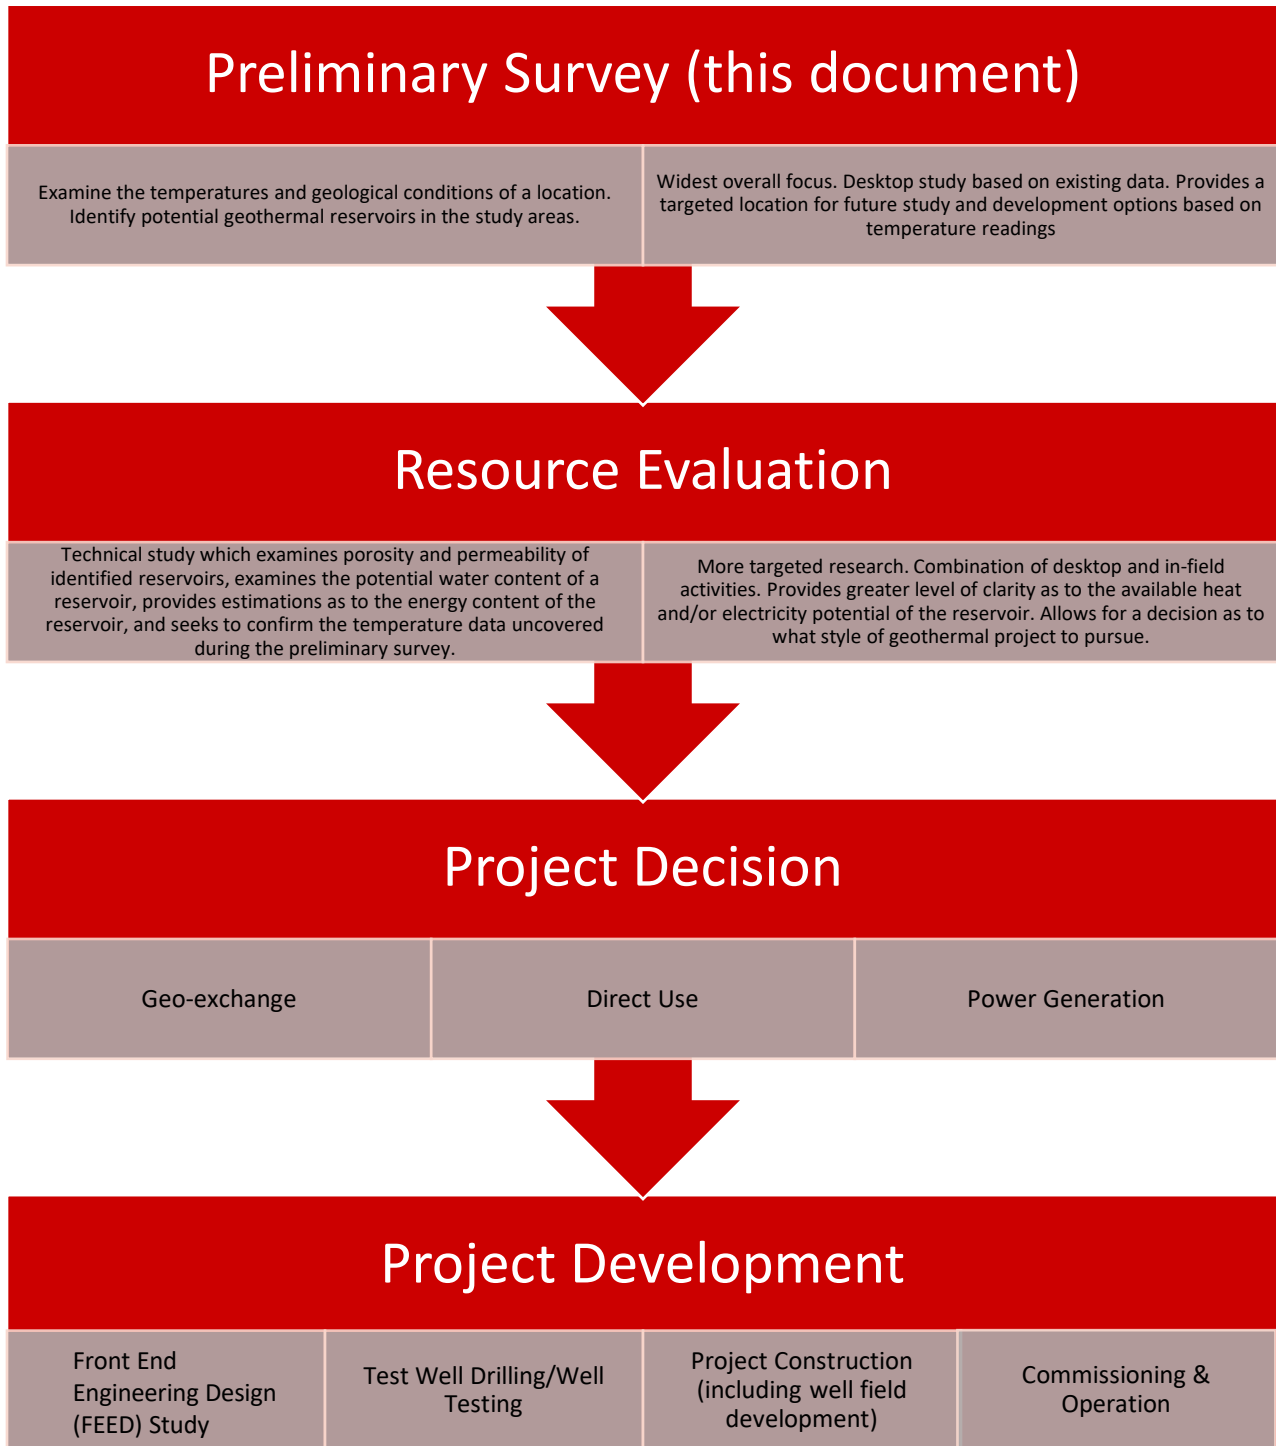 Preliminary Survey (this document)
Examine the temperatures and geological conditions of a location.
Identify potential geothermal reservoirs in the study areas.
Widest overall focus. Desktop study based on existing data. Provides a
targeted location for future study and development options based on
temperature readings
Resource Evaluation
Technical study which examines porosity and permeability of
identified reservoirs, examines the potential water content of a
reservoir, provides estimations as to the energy content of the
reservoir, and seeks to confirm the temperature data uncovered
during the preliminary survey.
More targeted research. Combination of desktop and in-field
activities. Provides greater level of clarity as to the available heat
and/or electricity potential of the reservoir. Allows for a decision as to
what style of geothermal project to pursue.
Project Decision
Geo-exchange
Direct Use
Power Generation
Project Development
Front End
Engineering Design
(FEED) Study
Test Well Drilling/Well
Testing
Project Construction
(including well field
development)
Commissioning &
Operation